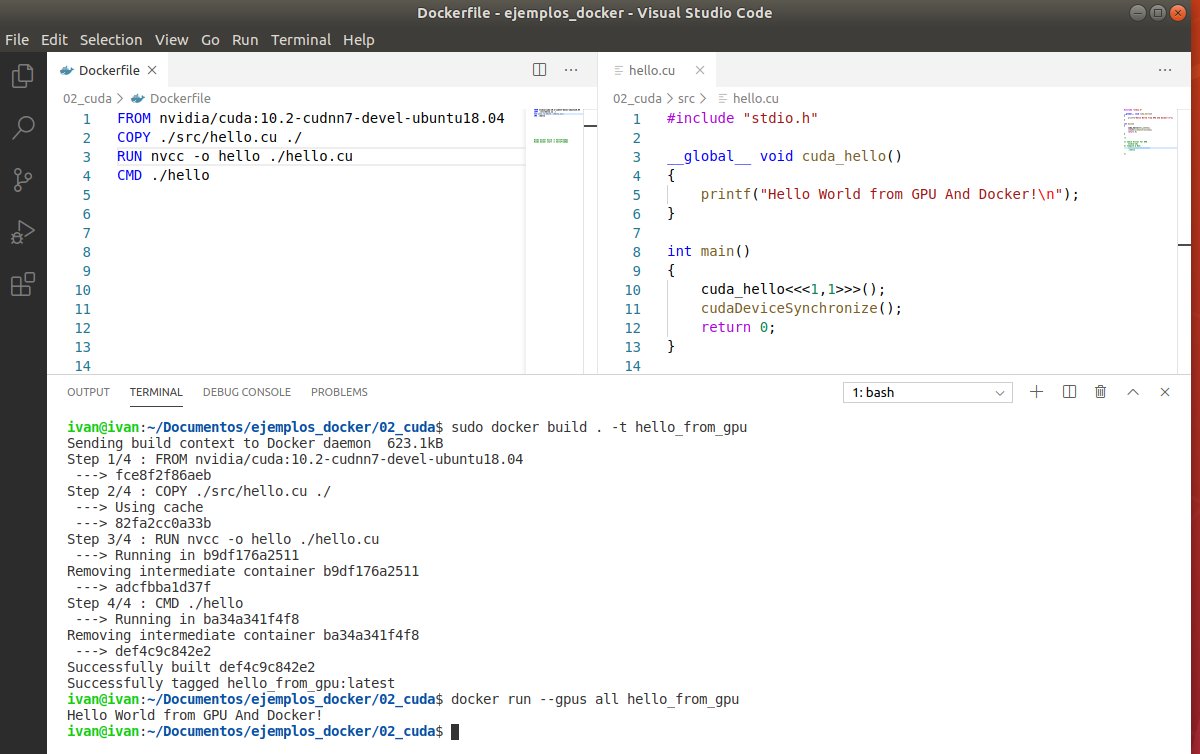 Dockerfile - ejemplos_docker - Visual Studio Code
File Edit Selection View Go Run Terminal Help
Dockerfile
02_cuda > Dockerfile
1 FROM nvidia/cuda:10.2-cudnn7-devel-ubuntu18.04
2 COPY ./src/hello.cu ./
3 RUN nvcc -o hello ./hello.cu
4 CMD ./hello
5
6
7
8
9
10
11
12
13
14
hello.cu
02_cuda > src > hello.cu
1 #include "stdio.h"
2
3 __global__ void cuda_hello()
4 {
5 printf("Hello World from GPU And Docker!\n");
6 }
7
8 int main()
9 {
10 cuda_hello<<<1,1>>>();
11 cudaDeviceSynchronize();
12 return 0;
13 }
14
OUTPUT TERMINAL DEBUG CONSOLE PROBLEMS 1: bash
ivan@ivan:~/Documentos/ejemplos_docker/02_cuda$ sudo docker build . -t hello_from_gpu
Sending build context to Docker daemon  623.1kB
Step 1/4 : FROM nvidia/cuda:10.2-cudnn7-devel-ubuntu18.04
 ---> fce8f2f86aeb
Step 2/4 : COPY ./src/hello.cu ./
 ---> Using cache
 ---> 82fa2cc0a33b
Step 3/4 : RUN nvcc -o hello ./hello.cu
 ---> Running in b9df176a2511
Removing intermediate container b9df176a2511
 ---> adcfbba1d37f
Step 4/4 : CMD ./hello
 ---> Running in ba34a341f4f8
Removing intermediate container ba34a341f4f8
 ---> def4c9c842e2
Successfully built def4c9c842e2
Successfully tagged hello_from_gpu:latest
ivan@ivan:~/Documentos/ejemplos_docker/02_cuda$ docker run --gpus all hello_from_gpu
Hello World from GPU And Docker!
ivan@ivan:~/Documentos/ejemplos_docker/02_cuda$